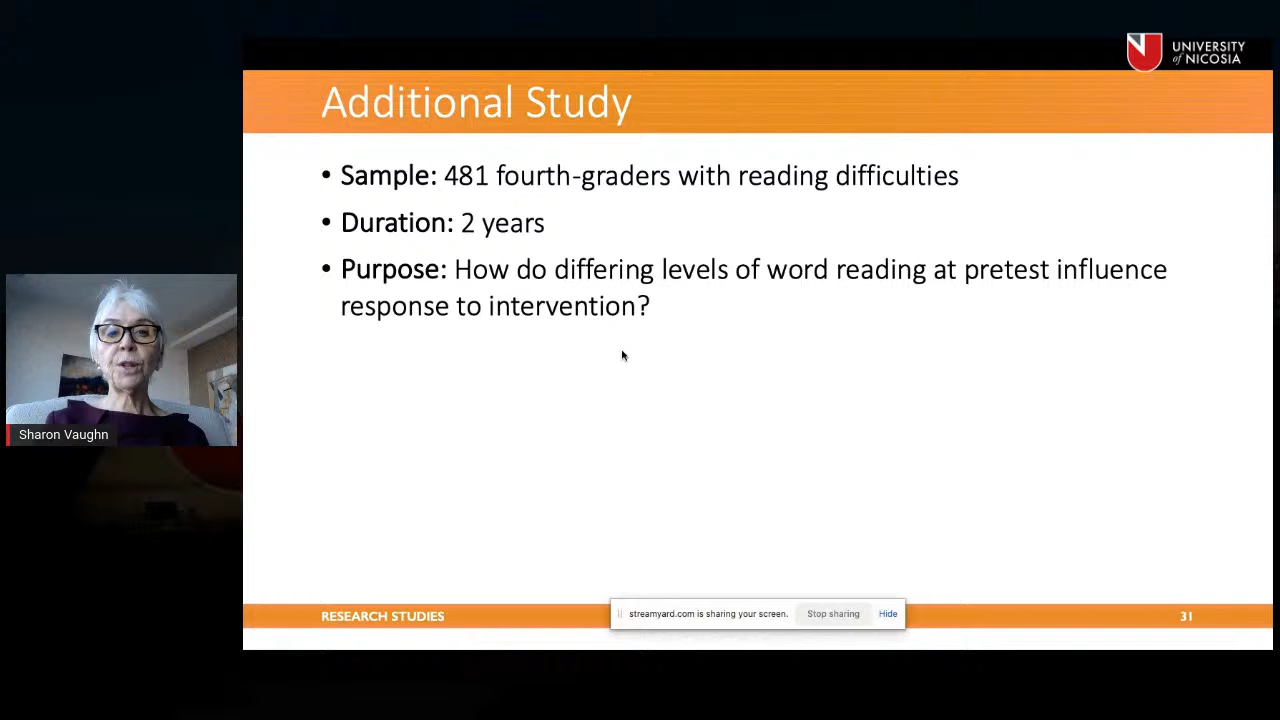 UNIVERSITY
of NICOSIA
Additional Study
• Sample: 481 fourth-graders with reading difficulties
• Duration: 2 years
• Purpose: How do differing levels of word reading at pretest influence
response to intervention?
Sharon Vaughn
RESEARCH STUDIES
streamyard.com is sharing your screen. Stop sharing Hide
31